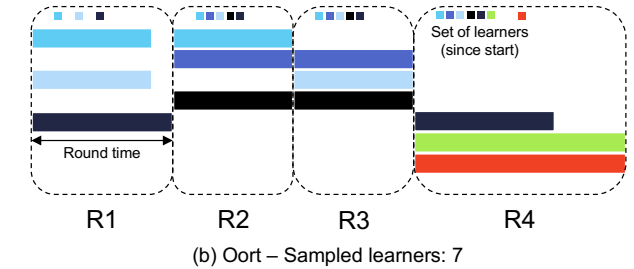 Set of learners
(since start)
Round time
R1
R2
R3
R4
(b) Oort – Sampled learners: 7